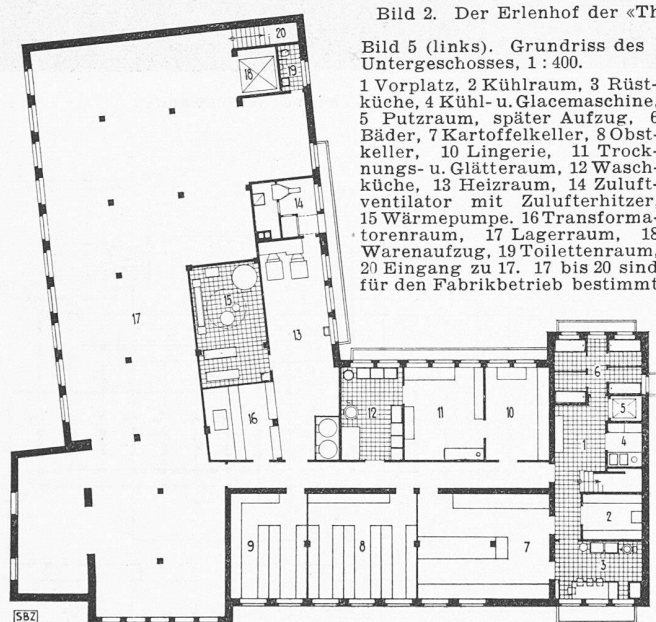 Bild 2. Der Erlenhof der «Th
Bild 5 (links). Grundriss des
Untergeschosses, 1 : 400.
1 Vorplatz, 2 Kühlraum, 3 Rüst-
küche, 4 Kühl- u. Glacemaschine,
5 Putzraum, später Aufzug, 6
Bäder, 7 Kartoffelkeller, 8 Obst-
keller, 10 Lingerie, 11 Trock-
nungs- u. Glätteraum, 12 Wasch-
küche, 13 Heizraum, 14 Zuluft-
ventilator mit Zulufterhitzer,
15 Wärmepumpe. 16 Transforma-
torenraum, 17 Lagerraum, 18
Warenaufzug, 19 Toilettenraum,
20 Eingang zu 17. 17 bis 20 sind
für den Fabrikbetrieb bestimmt
20
18
19
14
15
13
17
16
12
11
10
6
5
1
4
2
9
8
7
3
SBZ